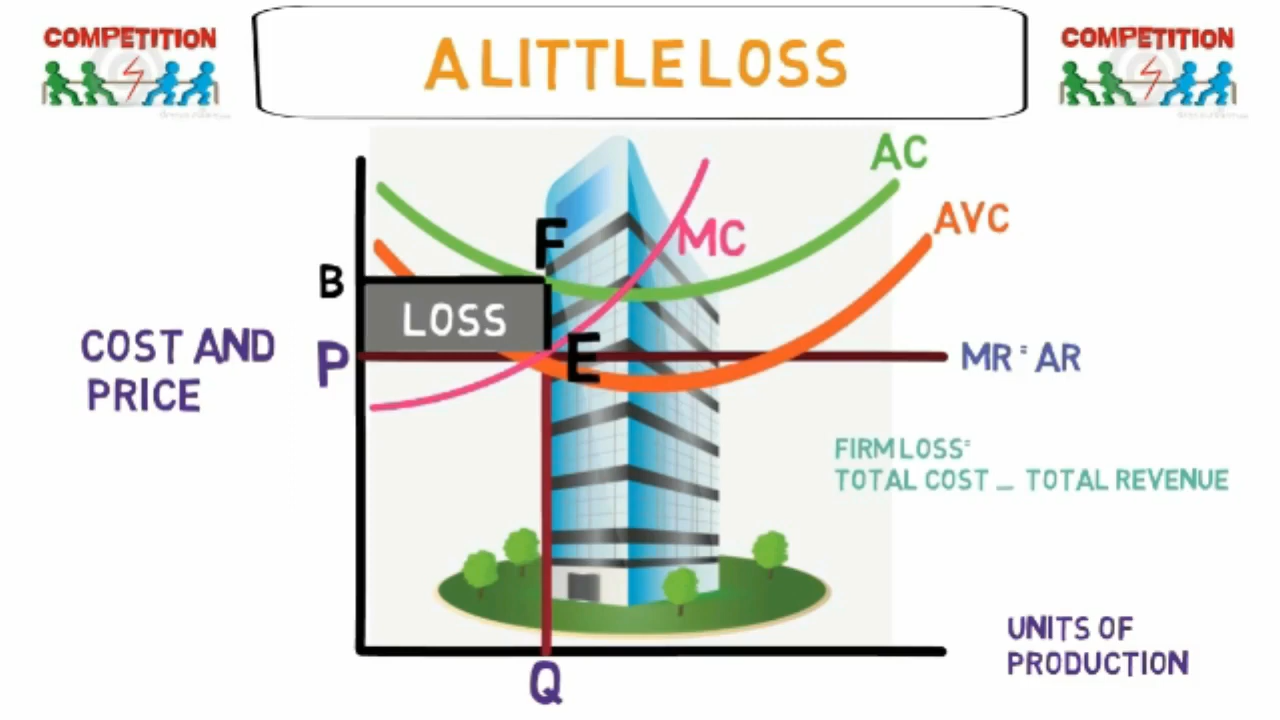 COMPETITION
A LITTLE LOSS
COMPETITION
AC
AVC
F
MC
B
LOSS
COST AND
PRICE
P
E
MR = AR
FIRM LOSS=
TOTAL COST _ TOTAL REVENUE
UNITS OF
PRODUCTION
Q